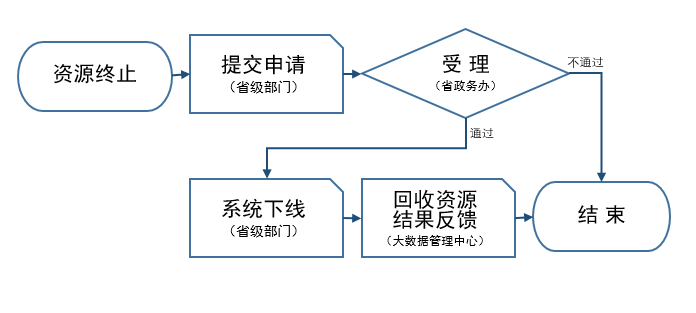 资源终止
提交申请
（省级部门）
受 理
（省政务办）
不通过
通过
系统下线
（省级部门）
回收资源
结果反馈
（大数据管理中心）
结 束